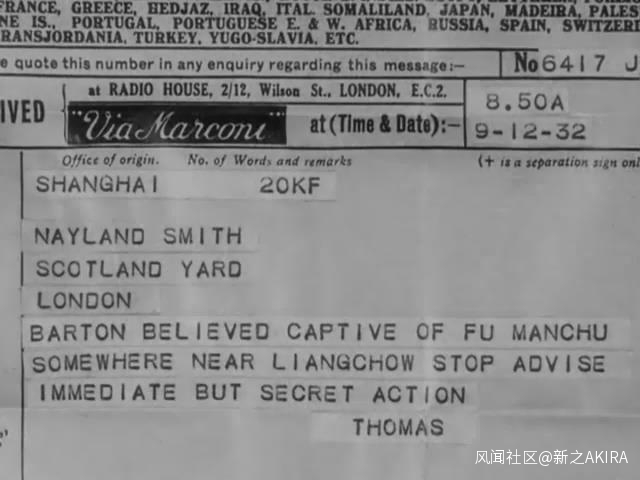 FRANCE, GREECE, HEDJAZ, IRAQ, ITAL. SOMALILAND, JAPAN, MADEIRA, PALES
NE IS., PORTUGAL, PORTUGUESE E. & W. AFRICA, RUSSIA, SPAIN, SWITZERI
RANSJORDANIA, TURKEY, YUGO-SLAVIA, ETC.
e quote this number in any enquiry regarding this message:— No 6417 J
IVED
at RADIO HOUSE, 2/12, Wilson St., LONDON, E.C.2.
"Via Marconi" at (Time & Date):—
8.50A
9-12-32
Office of origin. No. of Words and remarks (+ is a separation sign onl
SHANGHAI 20KF
NAYLAND SMITH
SCOTLAND YARD
LONDON
BARTON BELIEVED CAPTIVE OF FU MANCHU
SOMEWHERE NEAR LIANGCHOW STOP ADVISE
IMMEDIATE BUT SECRET ACTION
THOMAS
风闻社区@新之AKIRA